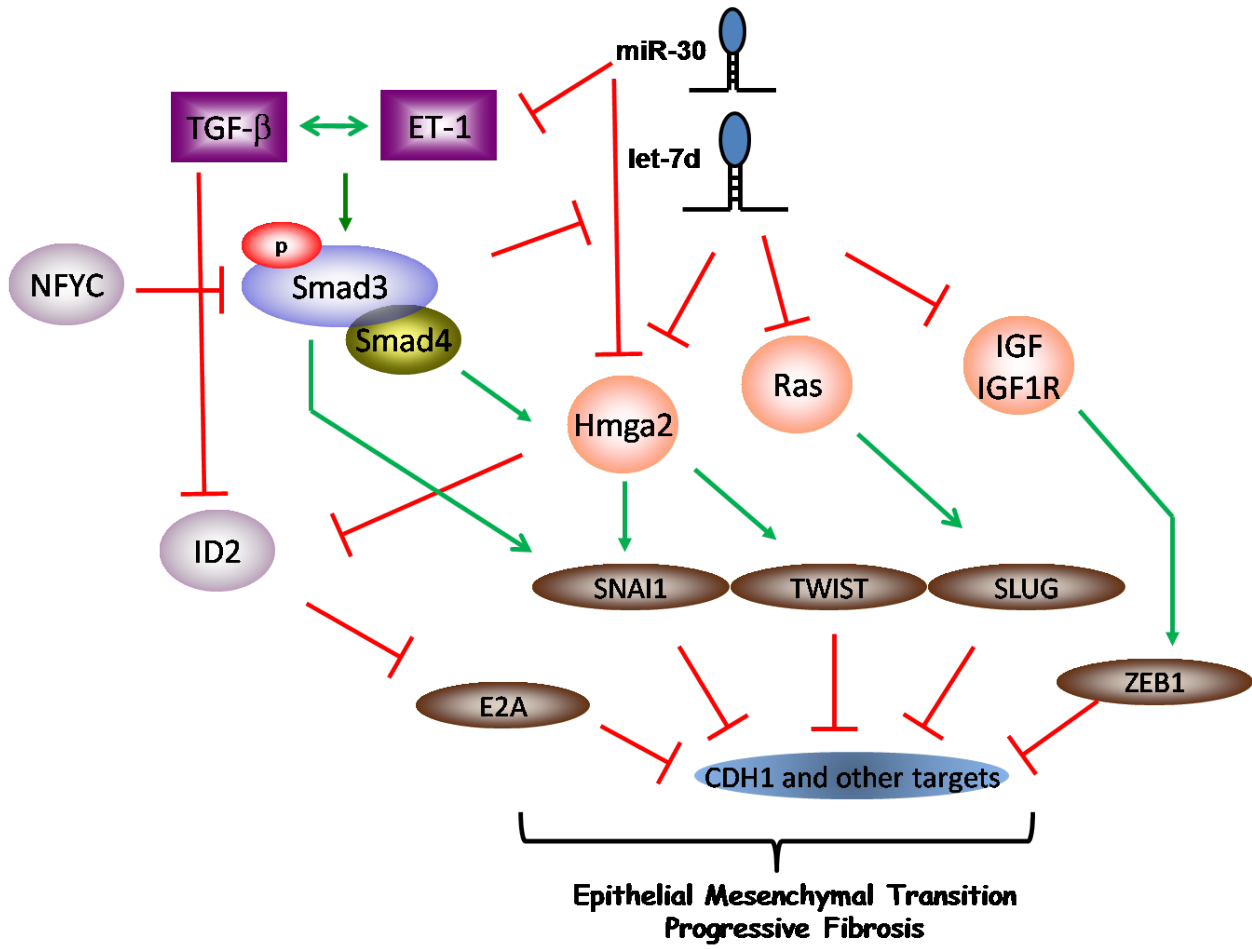 miR-30
TGF-β
ET-1
let-7d
p
NFYC
Smad3
Smad4
IGF
IGF1R
Ras
Hmga2
ID2
SNAI1
TWIST
SLUG
ZEB1
E2A
CDH1 and other targets
Epithelial Mesenchymal Transition
Progressive Fibrosis